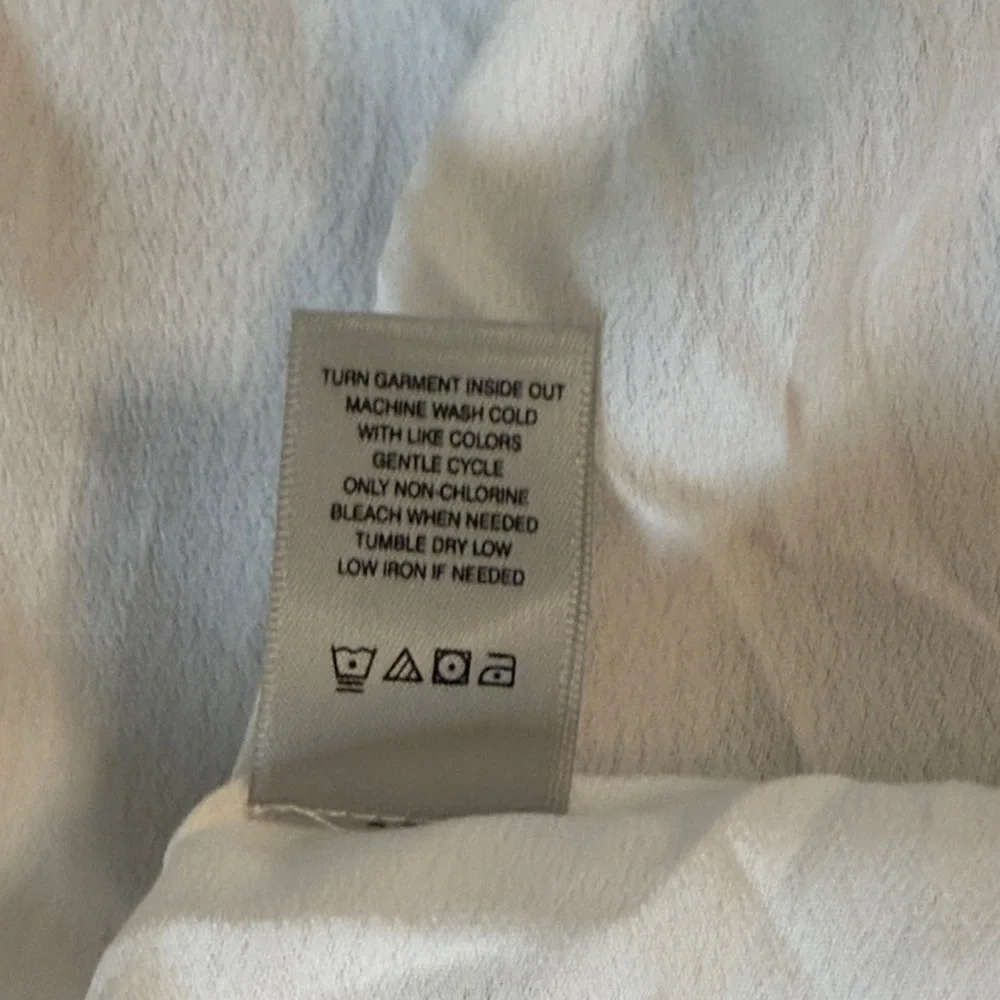 TURN GARMENT INSIDE OUT
MACHINE WASH COLD
WITH LIKE COLORS
GENTLE CYCLE
ONLY NON-CHLORINE
BLEACH WHEN NEEDED
TUMBLE DRY LOW
LOW IRON IF NEEDED